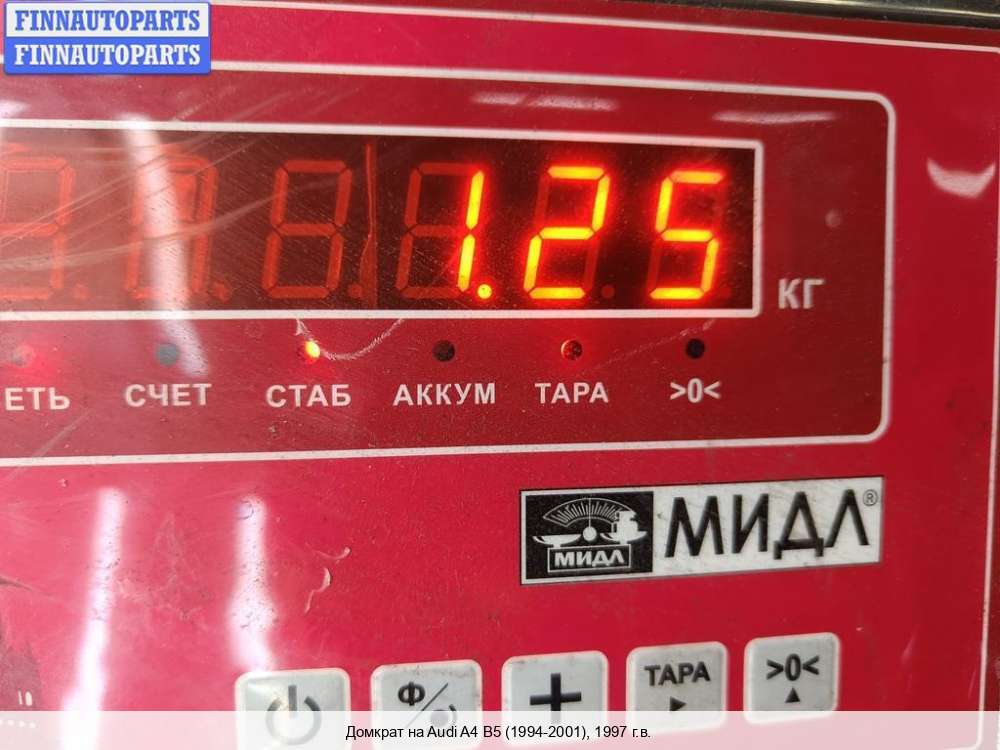 FINNAUTOPARTS
FINNAUTOPARTS
1.25
КГ
ЕТЬ СЧЕТ СТАБ АККУМ ТАРА >0<
МИДЛ МИДЛ®
Ф/ + ТАРА >0<
Домкрат на Audi A4 B5 (1994-2001), 1997 г.в.